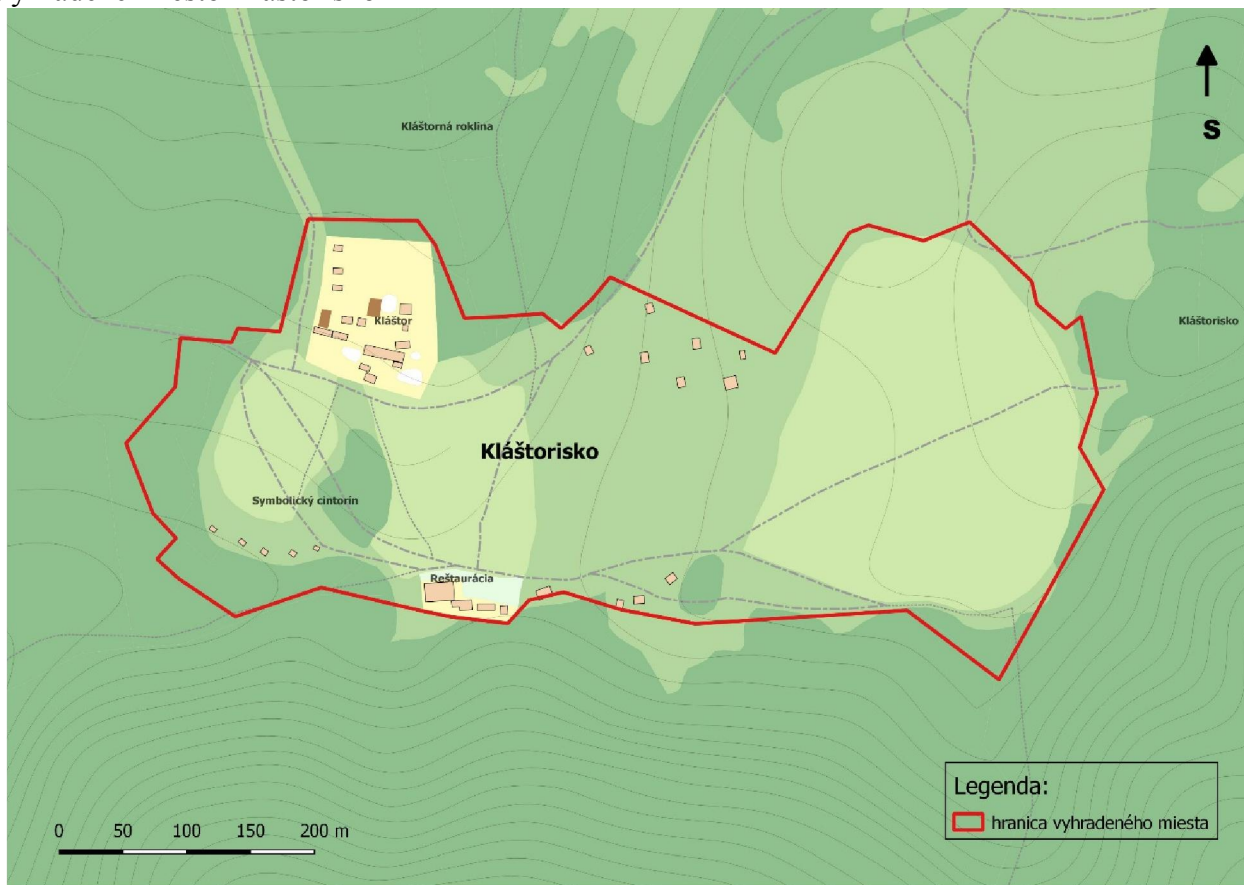 Kláštorná roklina
S
Kláštor
Kláštorisko
Kláštorisko
Symbolický cintorín
Reštaurácia
Legenda:
hranica vyhradeného miesta
0 50 100 150 200 m